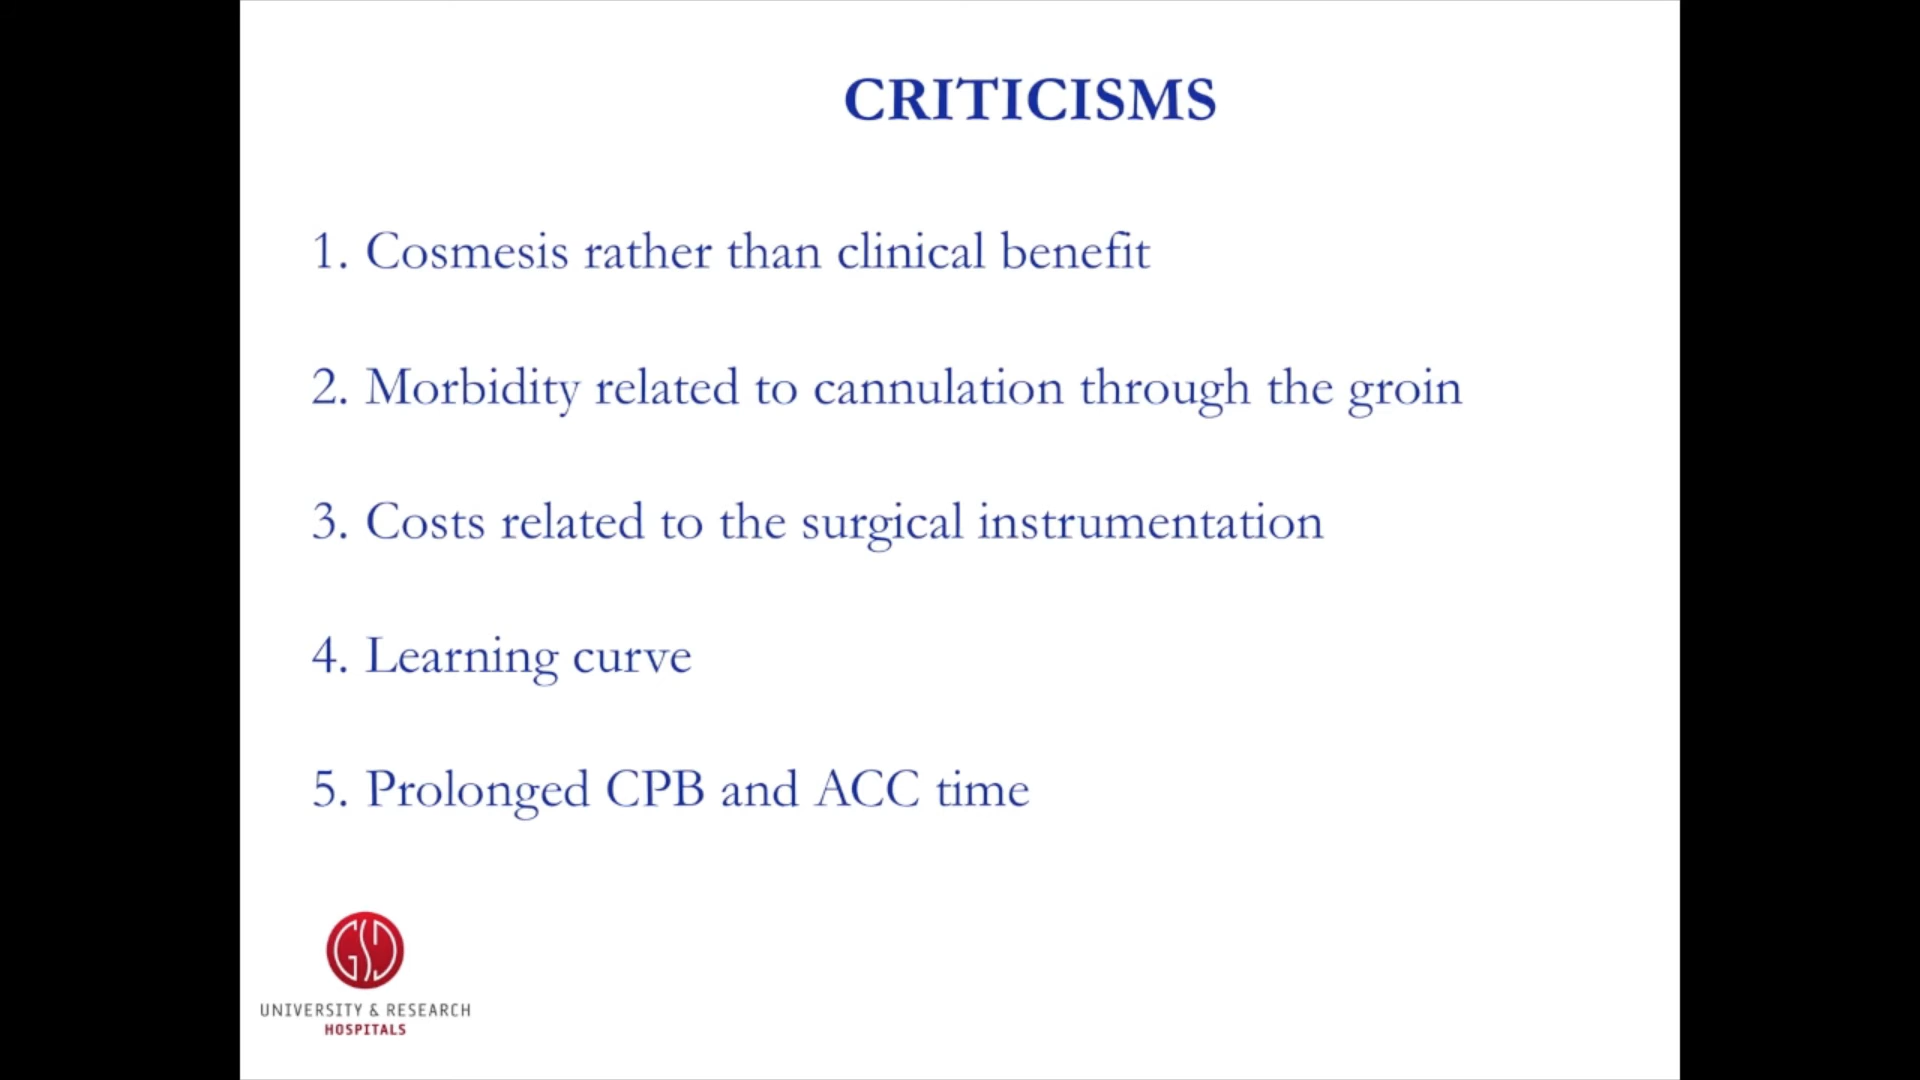 CRITICISMS
1. Cosmesis rather than clinical benefit
2. Morbidity related to cannulation through the groin
3. Costs related to the surgical instrumentation
4. Learning curve
5. Prolonged CPB and ACC time
GSD
UNIVERSITY & RESEARCH
HOSPITALS